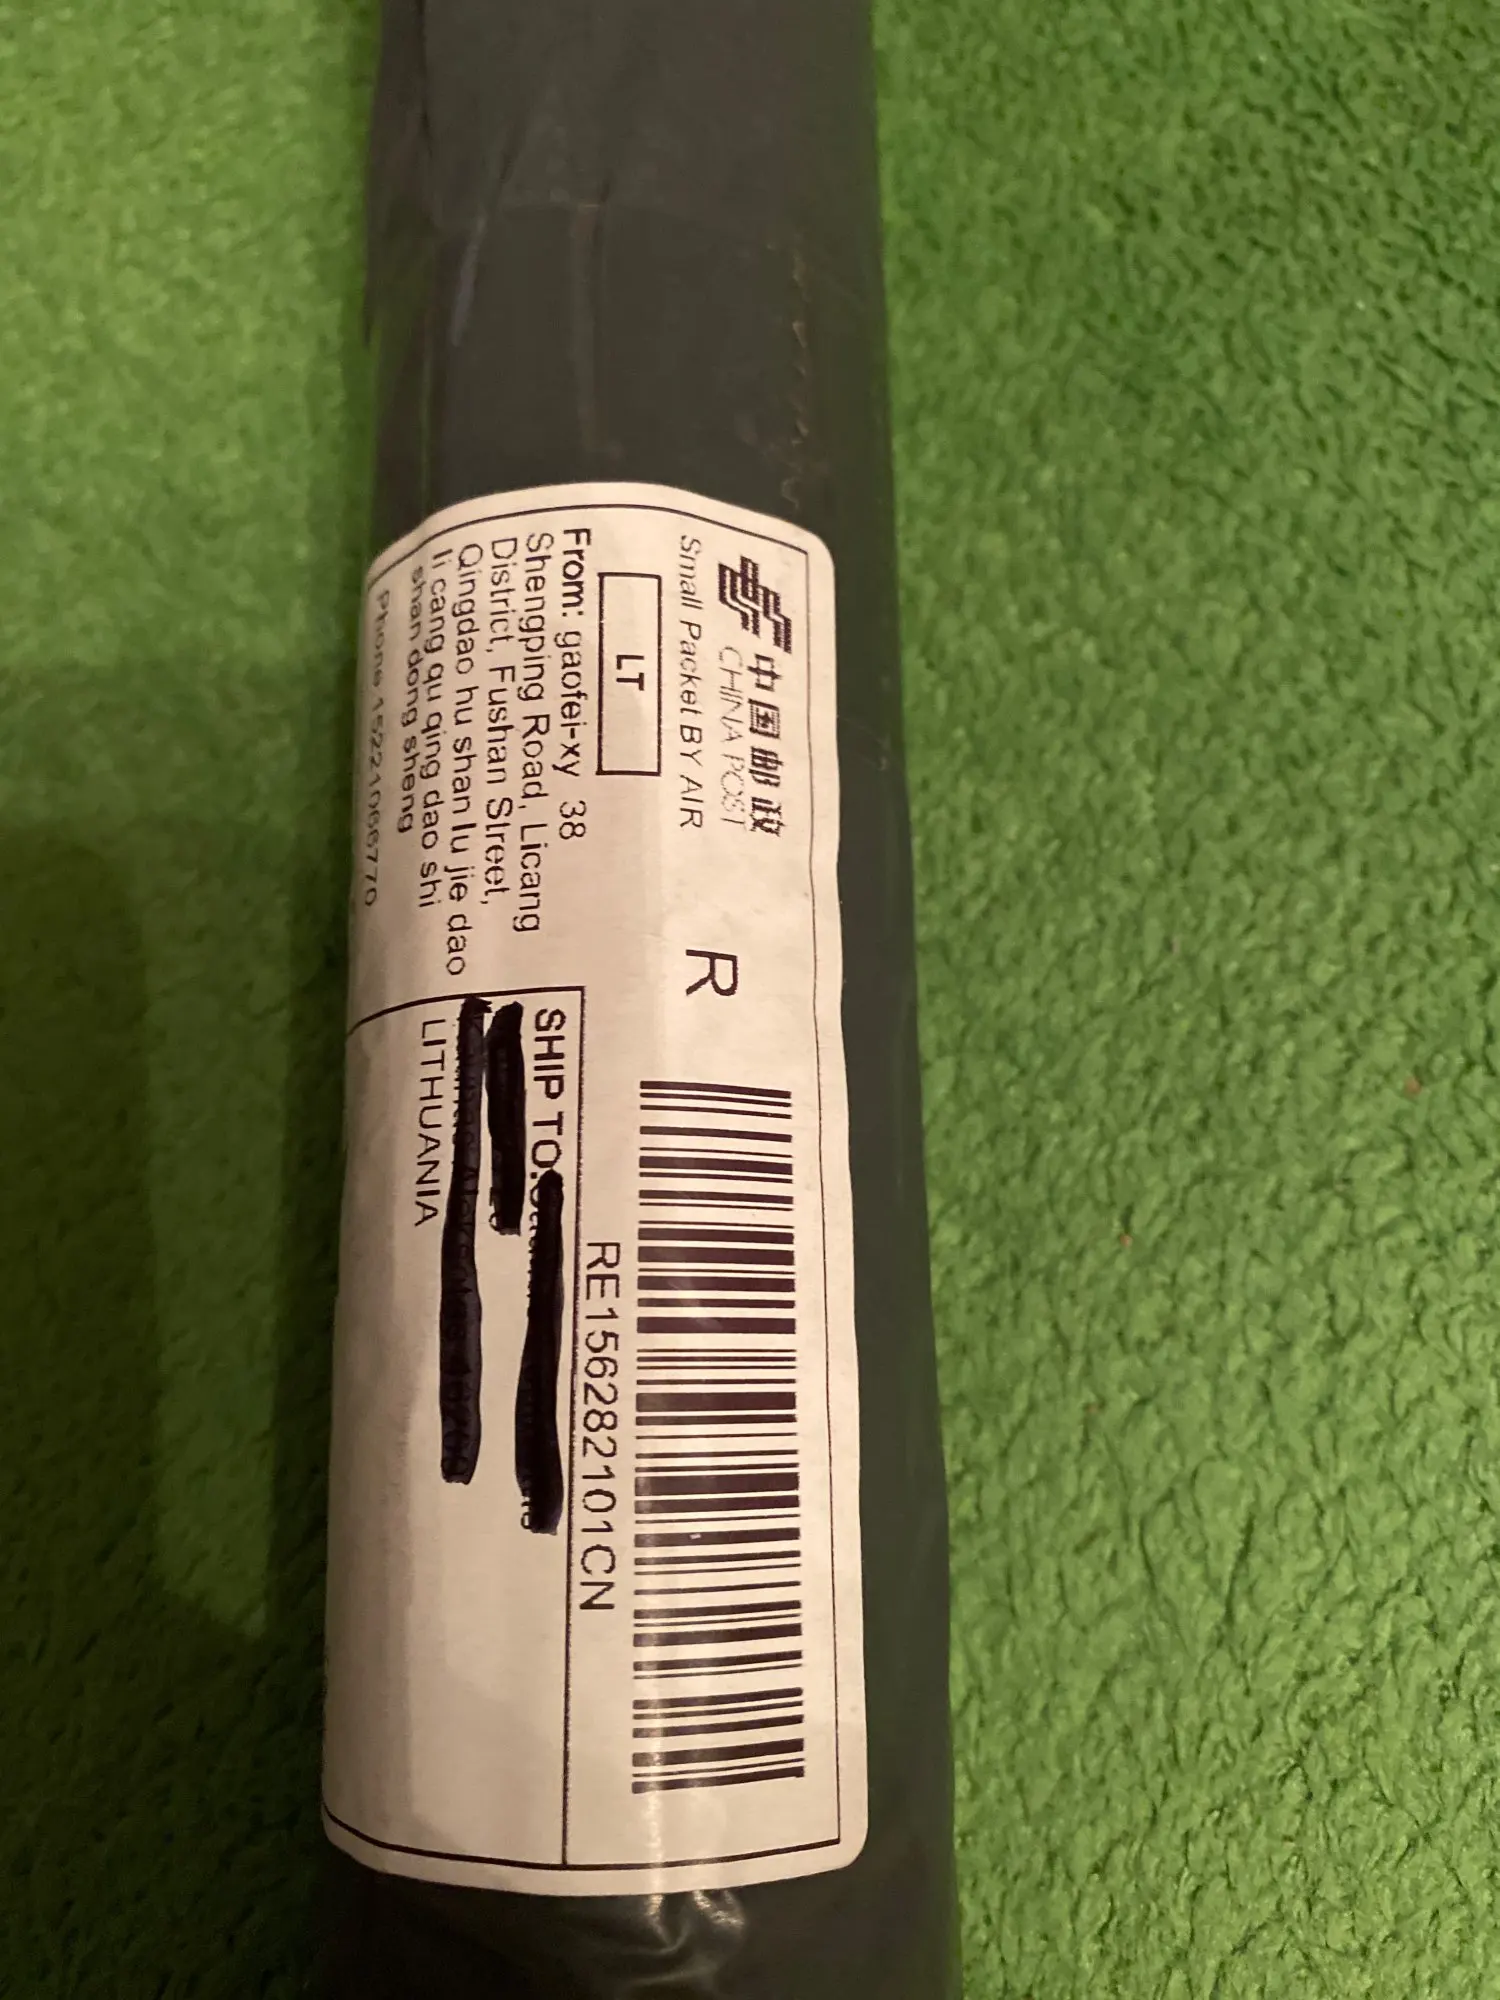 中国邮政
CHINA POST
Small Packet BY AIR
R
LT
RE156282101CN
From: gaofei-xy 38
Shengping Road, Licang
District, Fushan Street,
Qingdao hu shan lu jie dao
li cang qu qing dao shi
shan dong sheng
Phone 15221066770
SHIP TO:
LITHUANIA